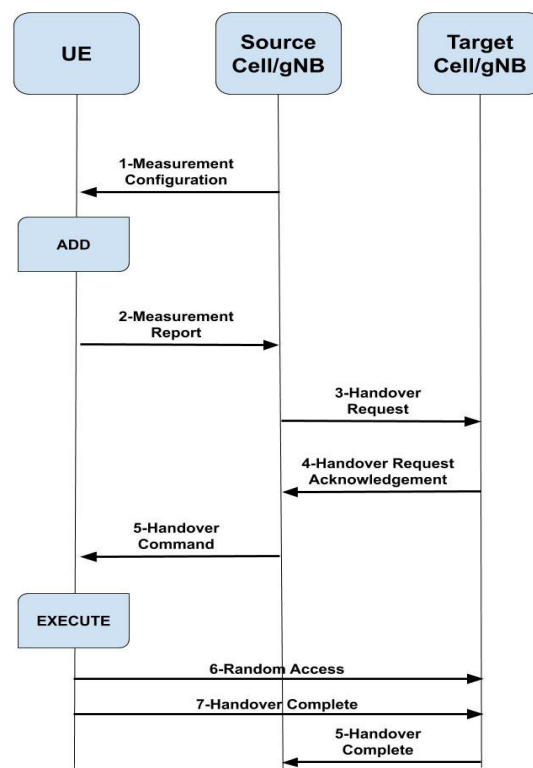 UE
Source
Cell/gNB
Target
Cell/gNB
1-Measurement
Configuration
ADD
2-Measurement
Report
3-Handover
Request
4-Handover Request
Acknowledgement
5-Handover
Command
EXECUTE
6-Random Access
7-Handover Complete
5-Handover
Complete